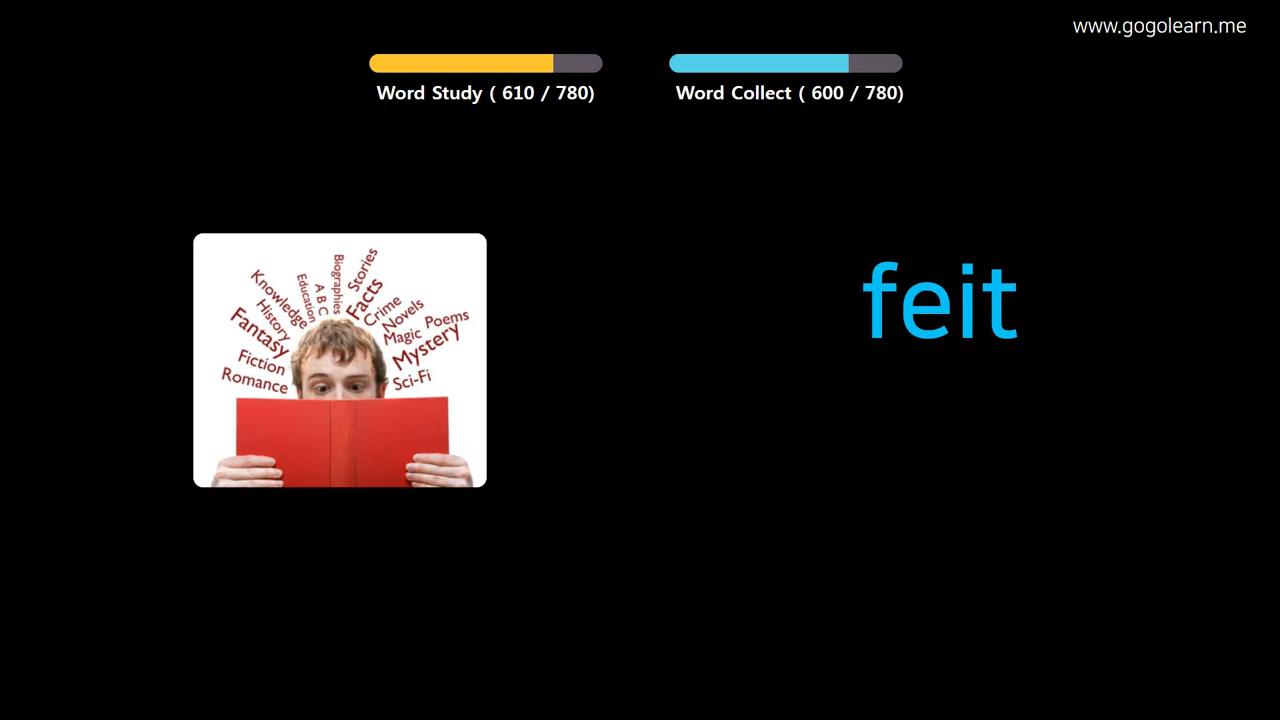 www.gogolearn.me
Word Study ( 610 / 780)
Word Collect ( 600 / 780)
feit
Knowledge
History
Fantasy
Fiction
Romance
Education
A B C
Biographies
Stories
Facts
Crime
Novels
Magic
Poems
Mystery
Sci-Fi